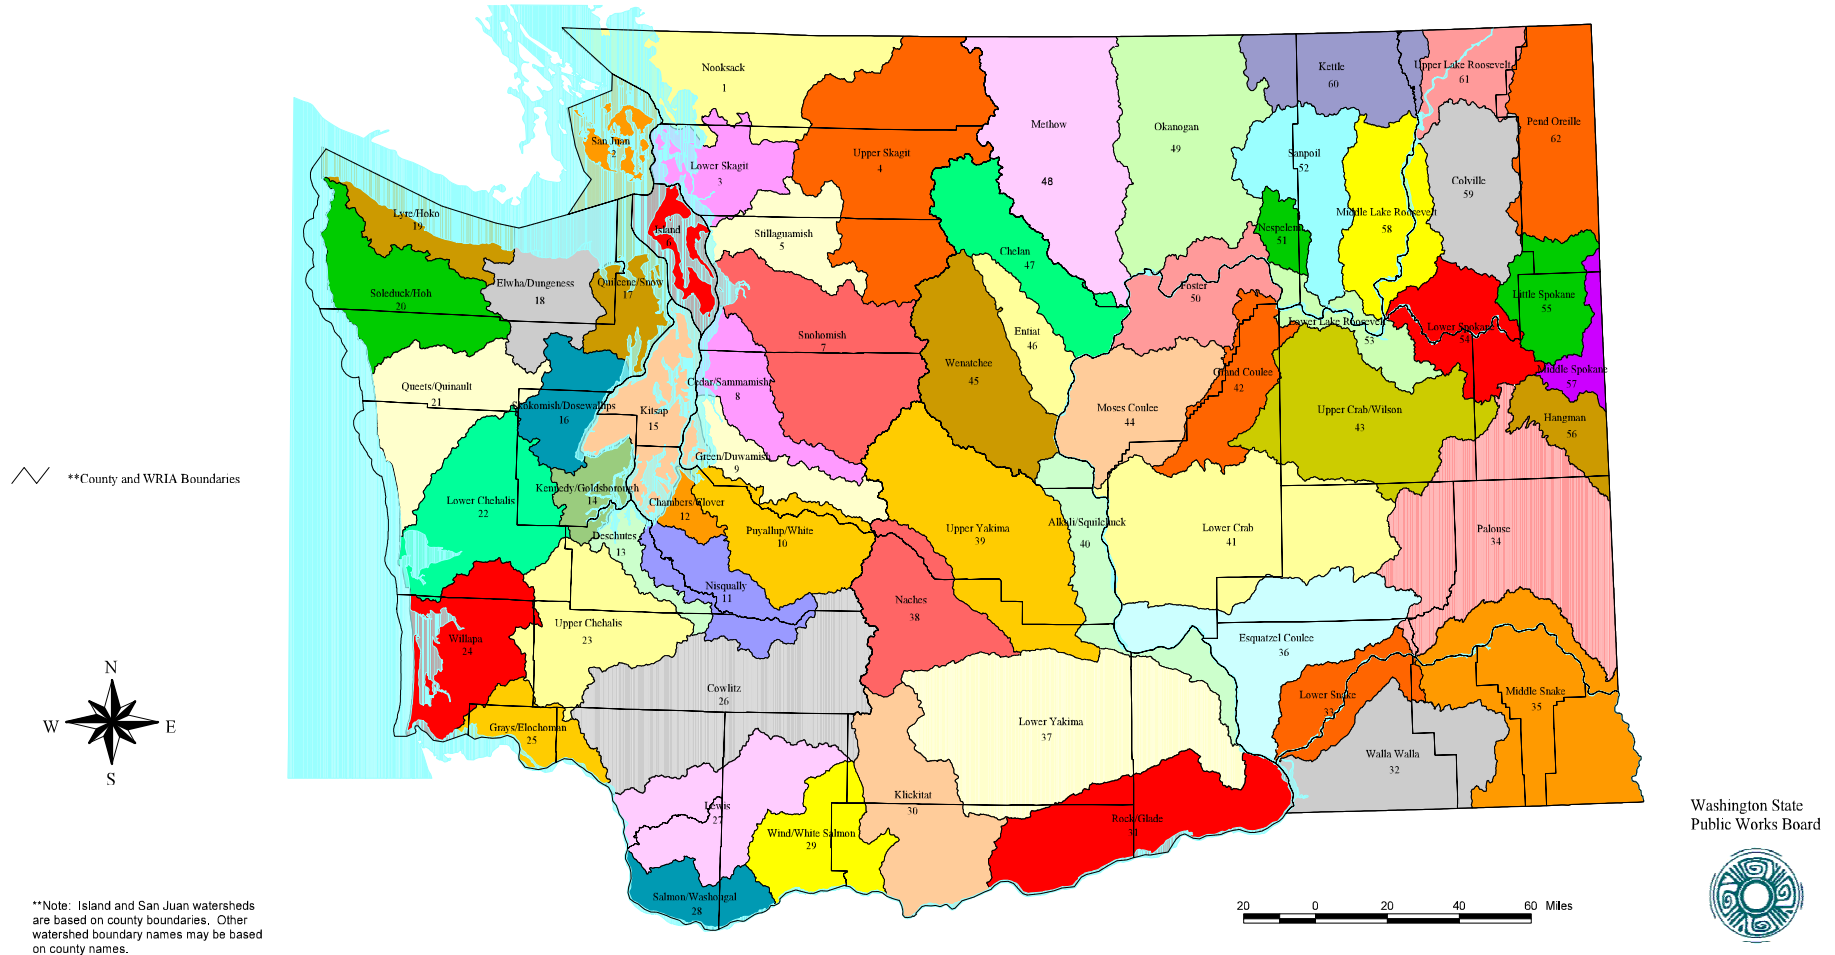 Nooksack
1
San Juan
2
Lower Skagit
3
Upper Skagit
4
Stillaguamish
5
Island
6
Snohomish
7
Cedar/Sammamish
8
Green/Duwamish
9
Puyallup/White
10
Nisqually
11
Chambers/Clover
12
Deschutes
13
Kennedy/Goldsborough
14
Kitsap
15
Skokomish/Dosewallips
16
Quilcene/Snow
17
Elwha/Dungeness
18
Lyre/Hoko
19
Soleduck/Hoh
20
Queets/Quinault
21
Lower Chehalis
22
Upper Chehalis
23
Willapa
24
Grays/Elochoman
25
Cowlitz
26
Lewis
27
Salmon/Washougal
28
Wind/White Salmon
29
Klickitat
30
Rock/Glade
31
Walla Walla
32
Lower Snake
33
Palouse
34
Middle Snake
35
Esquatzel Coulee
36
Lower Yakima
37
Naches
38
Upper Yakima
39
Alkali/Squilchuck
40
Lower Crab
41
Grand Coulee
42
Upper Crab/Wilson
43
Moses Coulee
44
Wenatchee
45
Entiat
46
Chelan
47
Methow
48
Okanogan
49
Foster
50
Nespelem
51
Sanpoil
52
Lower Lake Roosevelt
53
Lower Spokane
54
Little Spokane
55
Hangman
56
Middle Spokane
57
Middle Lake Roosevelt
58
Colville
59
Kettle
60
Upper Lake Roosevelt
61
Pend Oreille
62
**County and WRIA Boundaries
N
W
E
S
**Note: Island and San Juan watersheds
are based on county boundaries. Other
watershed boundary names may be based
on county names.
20 0 20 40 60 Miles
Washington State
Public Works Board